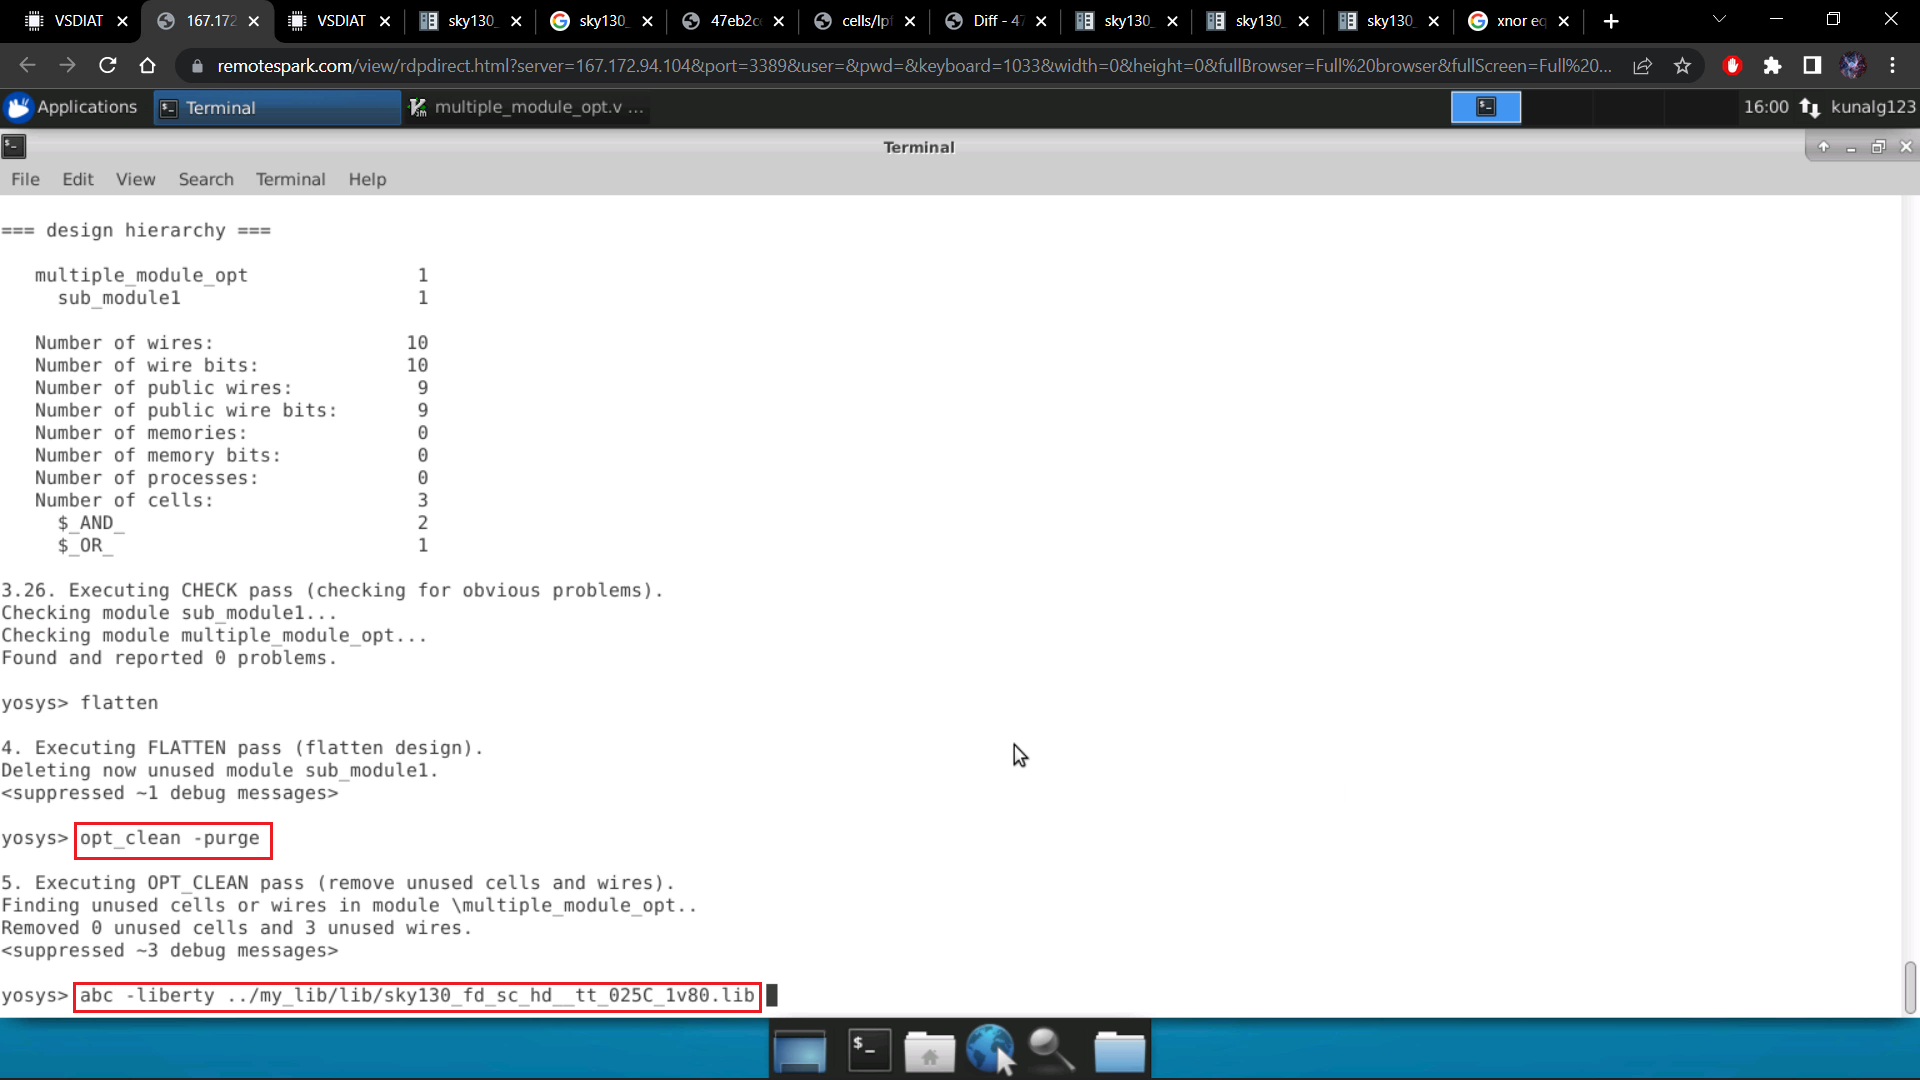 VSDIAT
167.172
VSDIAT
sky130_
sky130_
47eb2c
cells/lpf
Diff - 47
sky130_
sky130_
sky130_
xnor eq
remotespark.com/view/rdpdirect.html?server=167.172.94.104&port=3389&user=&pwd=&keyboard=1033&width=0&height=0&fullBrowser=Full%20browser&fullScreen=Full%20...
Applications
Terminal
multiple_module_opt.v ...
16:00
kunalg123
Terminal
File Edit View Search Terminal Help
=== design hierarchy ===
multiple_module_opt 1
sub_module1 1
Number of wires: 10
Number of wire bits: 10
Number of public wires: 9
Number of public wire bits: 9
Number of memories: 0
Number of memory bits: 0
Number of processes: 0
Number of cells: 3
$_AND_ 2
$_OR_ 1
3.26. Executing CHECK pass (checking for obvious problems).
Checking module sub_module1...
Checking module multiple_module_opt...
Found and reported 0 problems.
yosys> flatten
4. Executing FLATTEN pass (flatten design).
Deleting now unused module sub_module1.
<suppressed ~1 debug messages>
yosys> opt_clean -purge
5. Executing OPT_CLEAN pass (remove unused cells and wires).
Finding unused cells or wires in module \multiple_module_opt..
Removed 0 unused cells and 3 unused wires.
<suppressed ~3 debug messages>
yosys> abc -liberty ../my_lib/lib/sky130_fd_sc_hd__tt_025C_1v80.lib